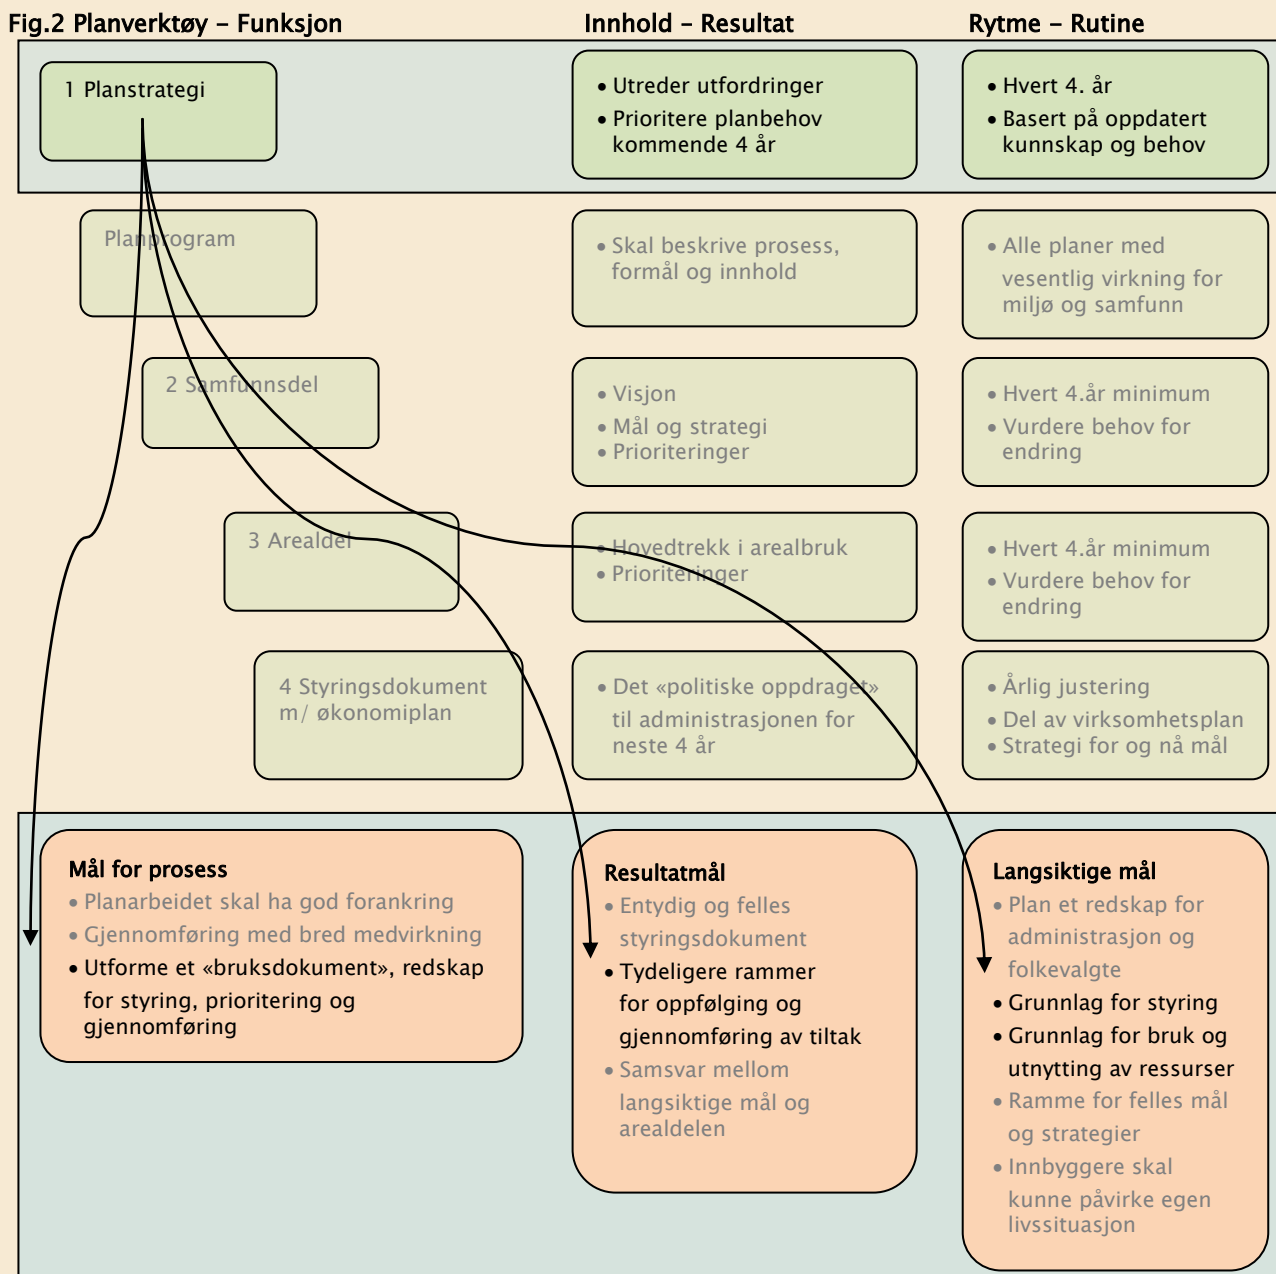 Fig.2 Planverktøy – Funksjon
Innhold – Resultat
Rytme – Rutine
1 Planstrategi
• Utreder utfordringer
• Prioritere planbehov
kommende 4 år
• Hvert 4. år
• Basert på oppdatert
kunnskap og behov
Planprogram
• Skal beskrive prosess,
formål og innhold
• Alle planer med
vesentlig virkning for
miljø og samfunn
2 Samfunnsdel
• Visjon
• Mål og strategi
• Prioriteringer
• Hvert 4.år minimum
• Vurdere behov for
endring
3 Arealdel
• Hovedtrekk i arealbruk
• Prioriteringer
• Hvert 4.år minimum
• Vurdere behov for
endring
4 Styringsdokument
m/ økonomiplan
• Det «politiske oppdraget»
til administrasjonen for
neste 4 år
• Årlig justering
• Del av virksomhetsplan
• Strategi for og nå mål
Mål for prosess
• Planarbeidet skal ha god forankring
• Gjennomføring med bred medvirkning
• Utforme et «bruksdokument», redskap
for styring, prioritering og
gjennomføring
Resultatmål
• Entydig og felles
styringsdokument
• Tydeligere rammer
for oppfølging og
gjennomføring av tiltak
• Samsvar mellom
langsiktige mål og
arealdelen
Langsiktige mål
• Plan et redskap for
administrasjon og
folkevalgte
• Grunnlag for styring
• Grunnlag for bruk og
utnytting av ressurser
• Ramme for felles mål
og strategier
• Innbyggere skal
kunne påvirke egen
livssituasjon